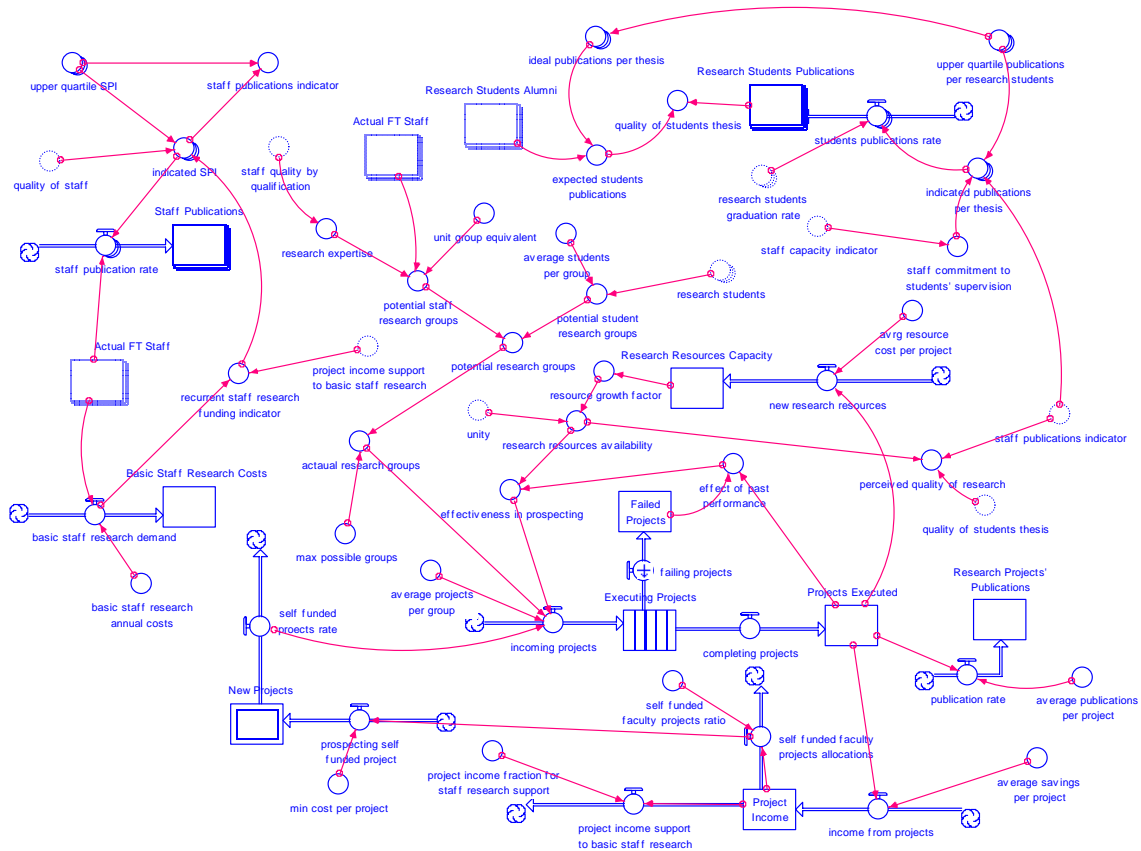 ideal publications per thesis
upper quartile publications
per research students
upper quartile SPI
staff publications indicator
Research Students Alumni
Research Students Publications
Actual FT Staff
quality of students thesis
students publications rate
quality of staff
indicated SPI
staff quality by
qualification
expected students
publications
research students
graduation rate
indicated publications
per thesis
Staff Publications
staff publication rate
research expertise
unit group equivalent
average students
per group
staff capacity indicator
staff commitment to
students' supervision
potential staff
research groups
potential student
research groups
research students
Actual FT Staff
recurrent staff research
funding indicator
project income support
to basic staff research
potential research groups
Research Resources Capacity
avrg resource
cost per project
resource growth factor
new research resources
unity
research resources availability
staff publications indicator
actaual research groups
Basic Staff Research Costs
basic staff research demand
effectiveness in prospecting
effect of past
performance
perceived quality of research
quality of students thesis
max possible groups
Failed
Projects
failing projects
basic staff research
annual costs
average projects
per group
Executing Projects
Projects Executed
Research Projects'
Publications
self funded
proects rate
incoming projects
completing projects
publication rate
average publications
per project
New Projects
self funded
faculty projects ratio
prospecting self
funded project
self funded faculty
projects allocations
min cost per project
project income fraction for
staff research support
average savings
per project
Project
Income
project income support
to basic staff research
income from projects